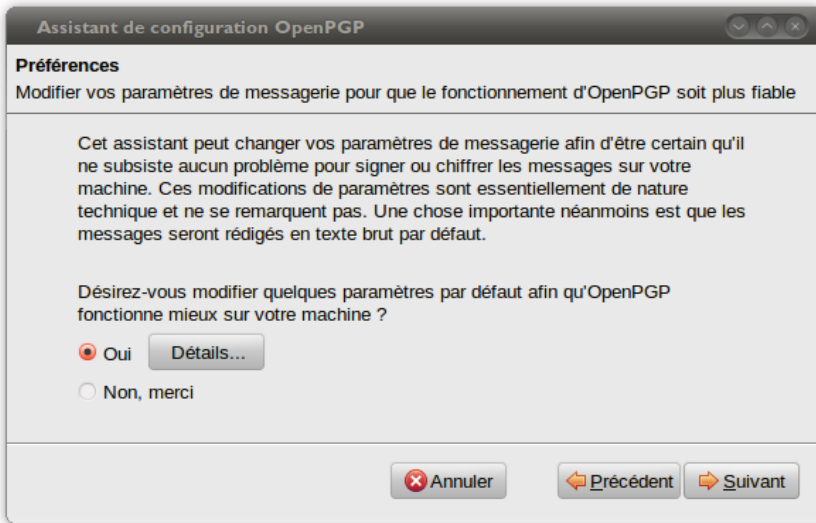 Assistant de configuration OpenPGP
Préférences
Modifier vos paramètres de messagerie pour que le fonctionnement d'OpenPGP soit plus fiable
Cet assistant peut changer vos paramètres de messagerie afin d'être certain qu'il
ne subsiste aucun problème pour signer ou chiffrer les messages sur votre
machine. Ces modifications de paramètres sont essentiellement de nature
technique et ne se remarquent pas. Une chose importante néanmoins est que les
messages seront rédigés en texte brut par défaut.
Désirez-vous modifier quelques paramètres par défaut afin qu'OpenPGP
fonctionne mieux sur votre machine ?
Oui Détails...
Non, merci
Annuler Précédent Suivant